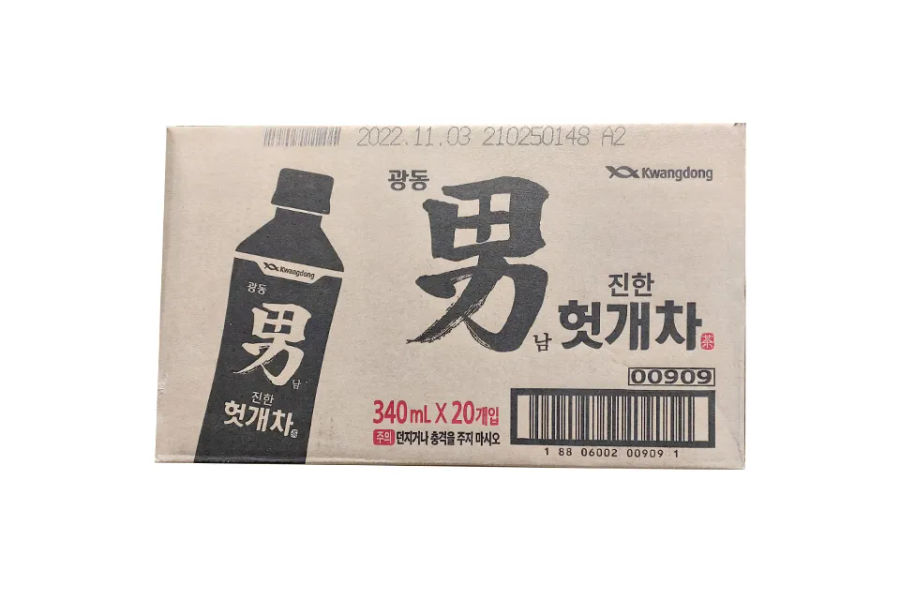 2022.11.03 210250148 A2
광동
Kwangdong
男
남
진한
헛개차
茶
Kwangdong
광동
男
남
진한
헛개차
340mL X 20개입
주의 던지거나 충격을 주지 마시오
00909
1 88 06002 00909 1